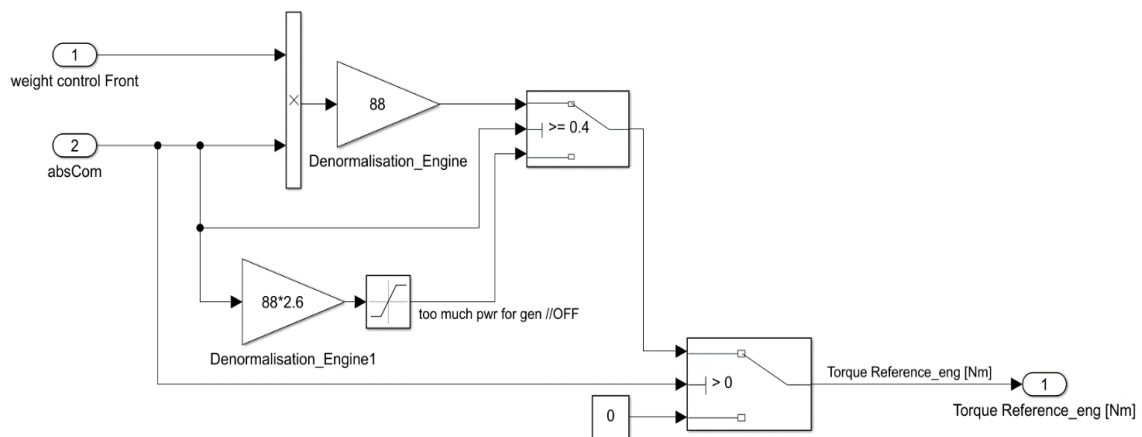 1
weight control Front
2
absCom
×
88
Denormalisation_Engine
>= 0.4
88*2.6
Denormalisation_Engine1
too much pwr for gen //OFF
> 0
0
Torque Reference_eng [Nm]
1
Torque Reference_eng [Nm]